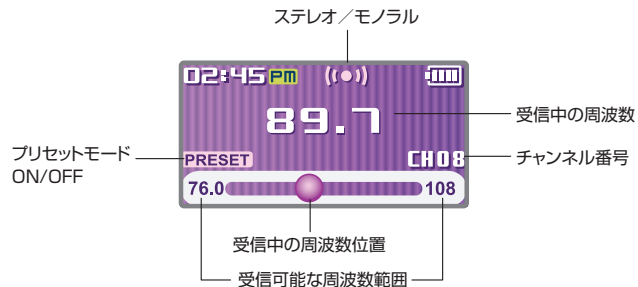 ステレオ／モノラル
02:45 PM
89.7
受信中の周波数
プリセットモード
ON/OFF
PRESET
CH08
チャンネル番号
76.0
108
受信中の周波数位置
受信可能な周波数範囲